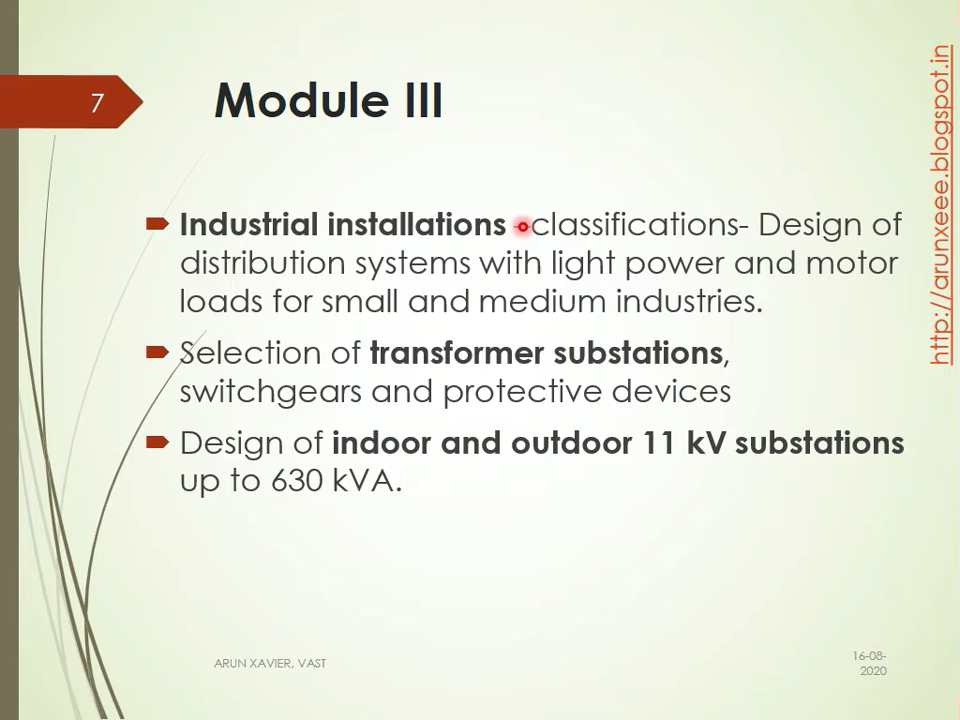 7
Module III
Industrial installations -classifications- Design of
distribution systems with light power and motor
loads for small and medium industries.
Selection of transformer substations,
switchgears and protective devices
Design of indoor and outdoor 11 kV substations
up to 630 kVA.
ARUN XAVIER, VAST
16-08-
2020
http://arunxeee.blogspot.in